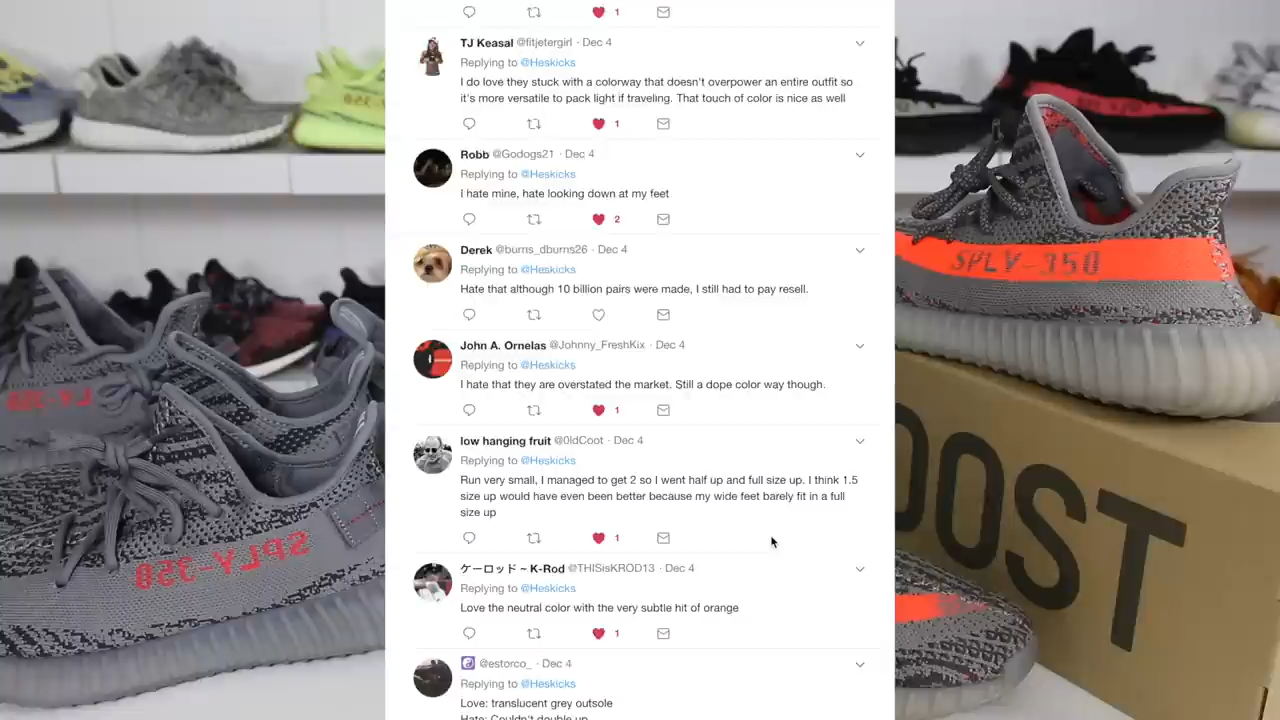 1
TJ Keasal @fitjetergirl · Dec 4
Replying to @Heskicks
I do love they stuck with a colorway that doesn't overpower an entire outfit so
it's more versatile to pack light if traveling. That touch of color is nice as well
1
Robb @Godogs21 · Dec 4
Replying to @Heskicks
I hate mine, hate looking down at my feet
2
Derek @burns_dburns26 · Dec 4
Replying to @Heskicks
Hate that although 10 billion pairs were made, I still had to pay resell.
John A. Ornelas @Johnny_FreshKix · Dec 4
Replying to @Heskicks
I hate that they are overstated the market. Still a dope color way though.
1
low hanging fruit @0ldCoot · Dec 4
Replying to @Heskicks
Run very small, I managed to get 2 so I went half up and full size up. I think 1.5
size up would have even been better because my wide feet barely fit in a full
size up
1
ケーロッド ~ K-Rod @THISisKROD13 · Dec 4
Replying to @Heskicks
Love the neutral color with the very subtle hit of orange
1
@estorco_ · Dec 4
Replying to @Heskicks
Love: translucent grey outsole
Hate: Couldn't double up
SPLY-350
SPLY-350
OOST